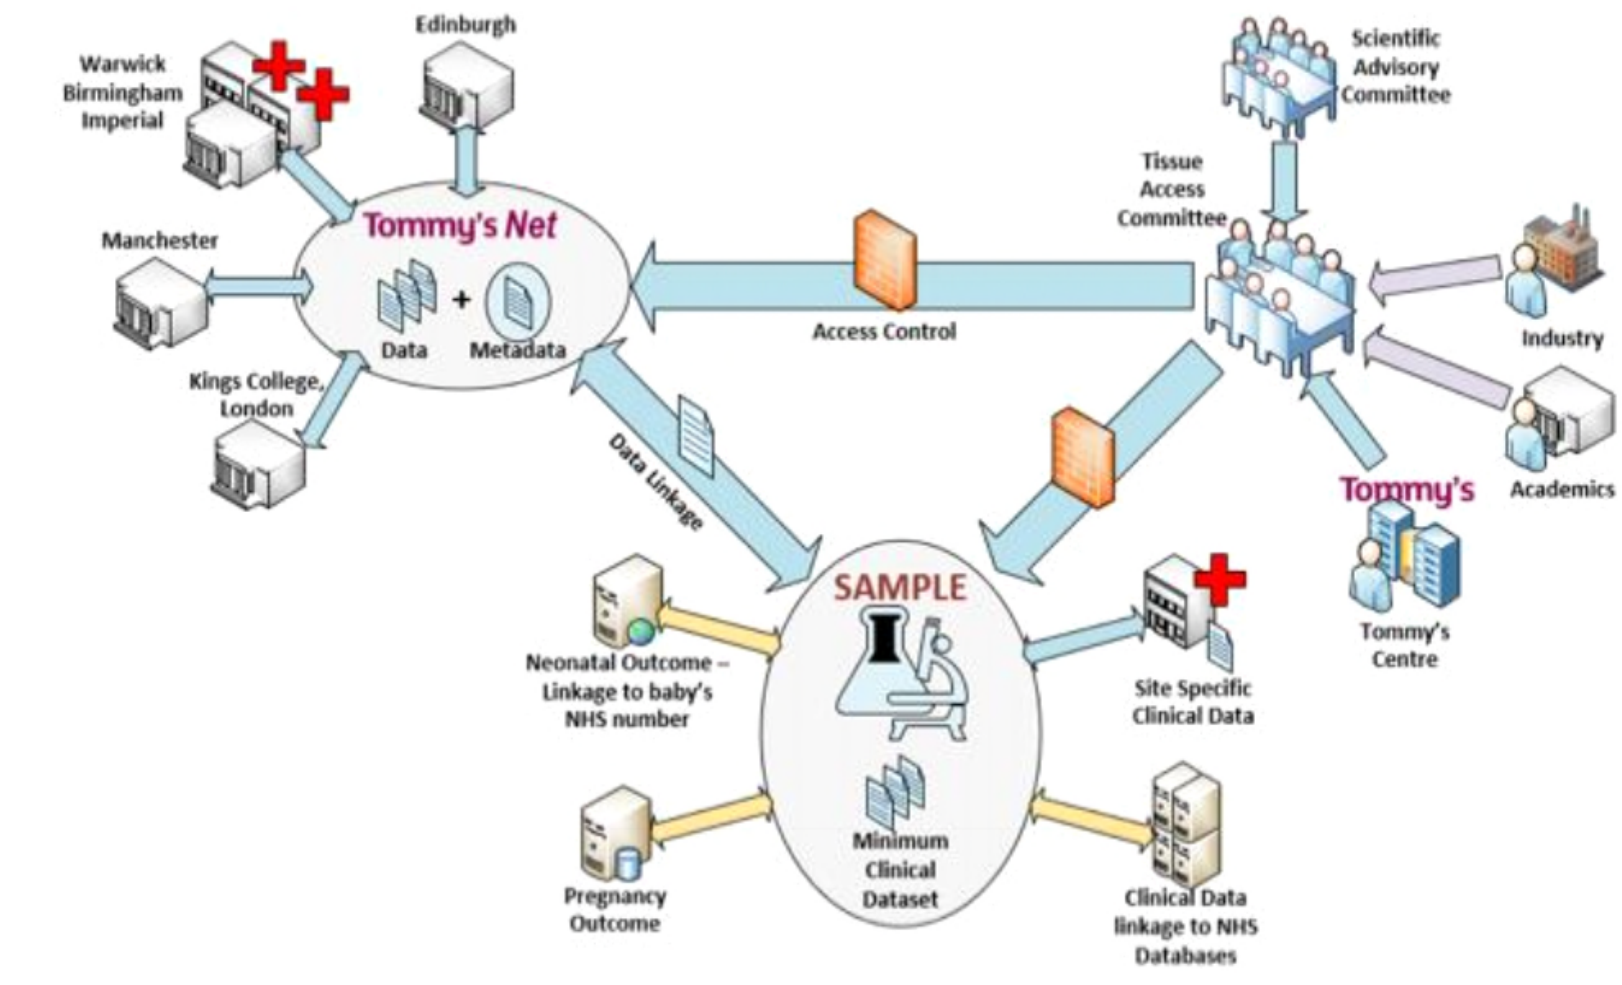 Edinburgh
Warwick
Birmingham
Imperial
Scientific
Advisory
Committee
Tissue
Access
Committee
Tommy's Net
Manchester
Data
+
Metadata
Access Control
Industry
Kings College,
London
Data Linkage
Tommy's
Academics
Tommy's
Centre
SAMPLE
Neonatal Outcome –
Linkage to baby's
NHS number
Site Specific
Clinical Data
Minimum
Clinical
Dataset
Pregnancy
Outcome
Clinical Data
linkage to NHS
Databases